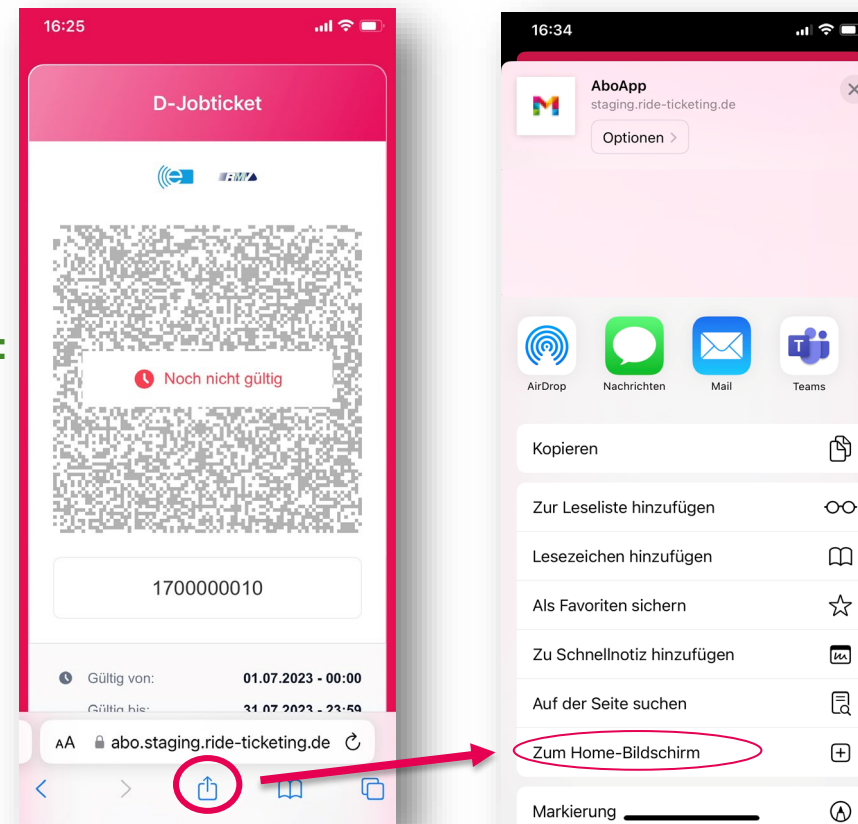 16:25
D-Jobticket
((e RMV
Noch nicht gültig
1700000010
Gültig von: 01.07.2023 - 00:00
Gültig bis: 31.07.2023 - 23:59
AA abo.staging.ride-ticketing.de
:
16:34
M
AboApp
staging.ride-ticketing.de
Optionen >
AirDrop Nachrichten Mail Teams
Kopieren
Zur Leseliste hinzufügen
Lesezeichen hinzufügen
Als Favoriten sichern
Zu Schnellnotiz hinzufügen
Auf der Seite suchen
Zum Home-Bildschirm
Markierung